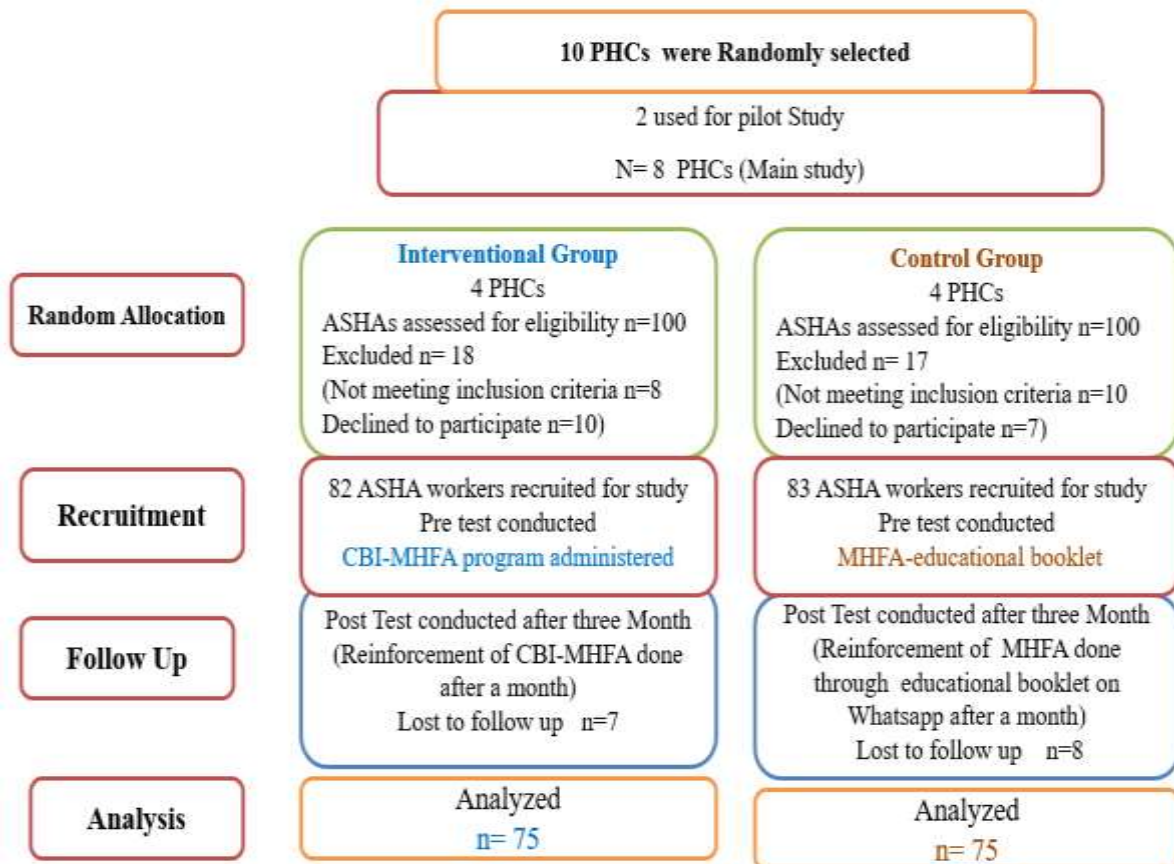 10 PHCs were Randomly selected
2 used for pilot Study
N= 8 PHCs (Main study)
Random Allocation
Interventional Group
4 PHCs
ASHAs assessed for eligibility n=100
Excluded n= 18
(Not meeting inclusion criteria n=8
Declined to participate n=10)
Control Group
4 PHCs
ASHAs assessed for eligibility n=100
Excluded n= 17
(Not meeting inclusion criteria n=10
Declined to participate n=7)
Recruitment
82 ASHA workers recruited for study
Pre test conducted
CBI-MHFA program administered
83 ASHA workers recruited for study
Pre test conducted
MHFA-educational booklet
Follow Up
Post Test conducted after three Month
(Reinforcement of CBI-MHFA done
after a month)
Lost to follow up n=7
Post Test conducted after three Month
(Reinforcement of MHFA done
through educational booklet on
Whatsapp after a month)
Lost to follow up n=8
Analysis
Analyzed
n= 75
Analyzed
n= 75